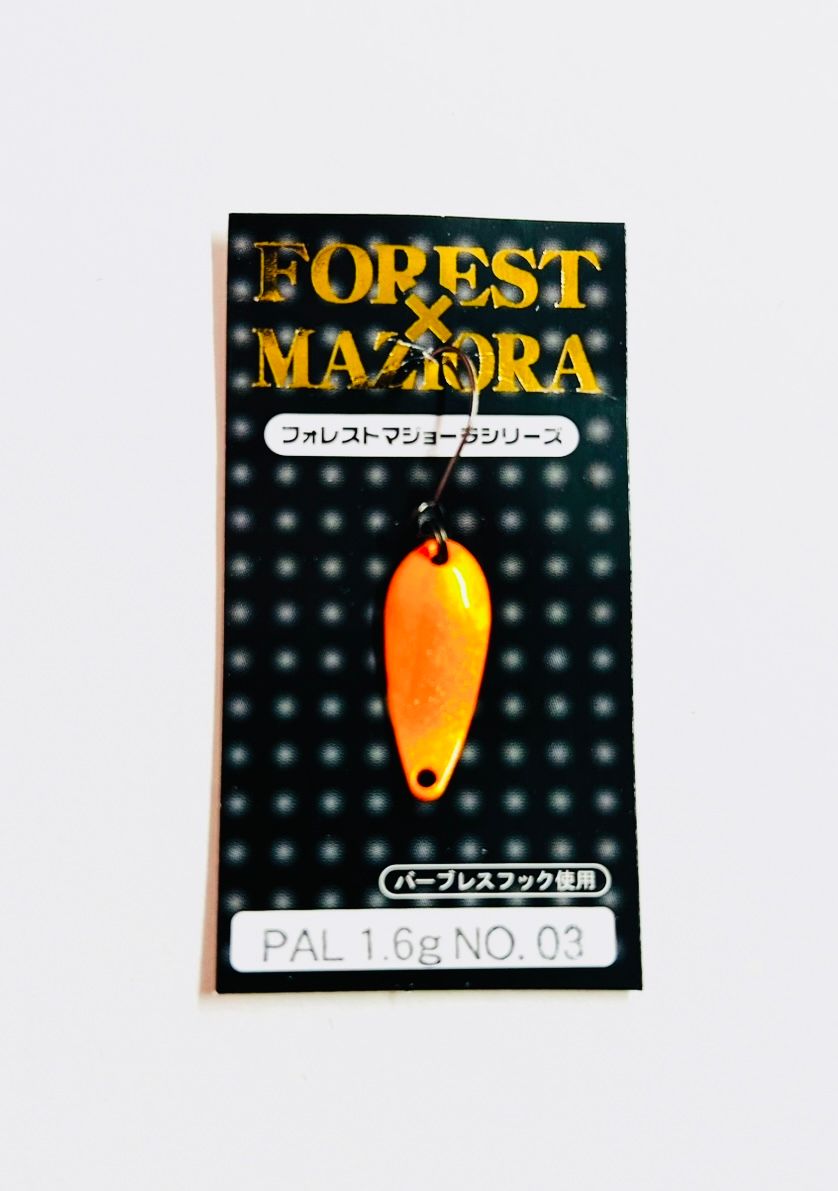 FOREST
×
MAZIORA
フォレストマジョーラシリーズ
バーブレスフック使用
PAL 1.6g NO. 03